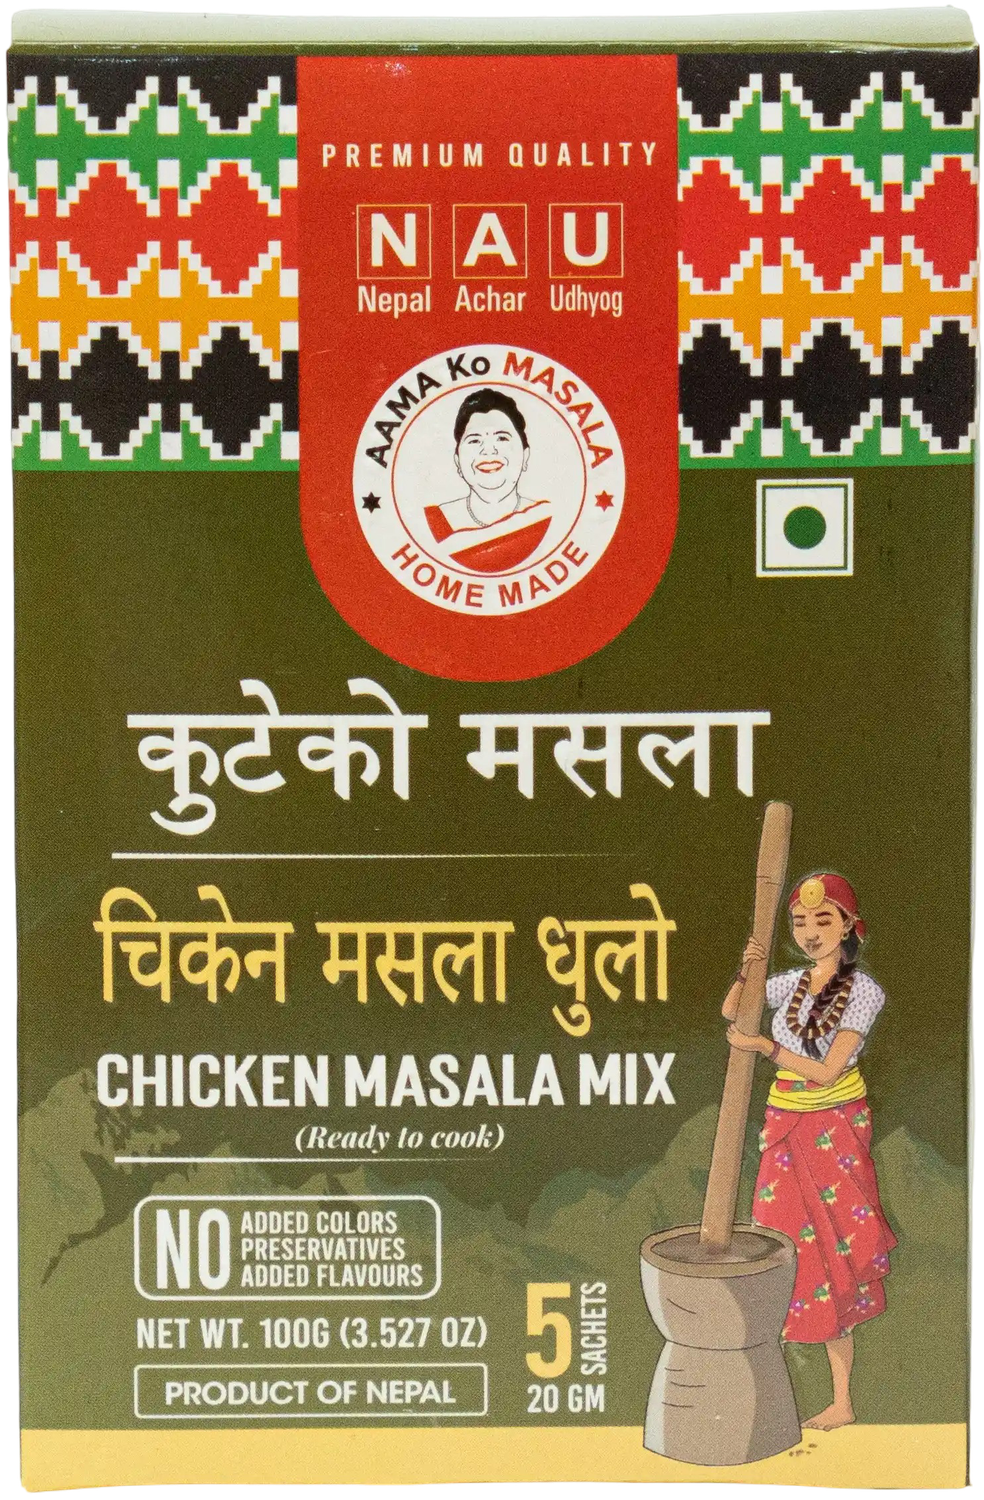 PREMIUM QUALITY
N A U
Nepal Achar Udhyog
AAMA Ko MASALA
HOME MADE
कुटेको मसला
चिकेन मसला धुलो
CHICKEN MASALA MIX
(Ready to cook)
NO ADDED COLORS
PRESERVATIVES
ADDED FLAVOURS
NET WT. 100G (3.527 OZ)
5 SACHETS
20 GM
PRODUCT OF NEPAL